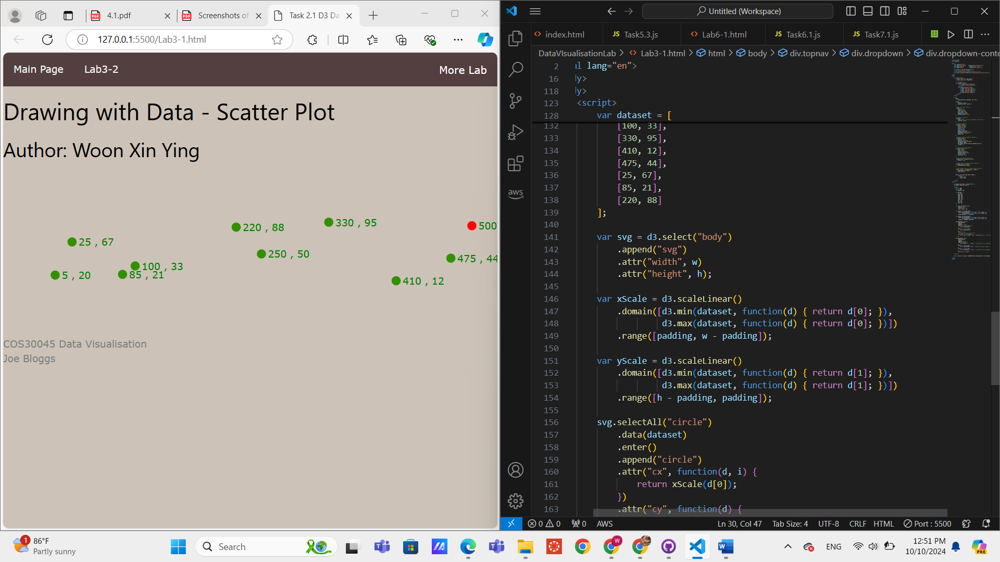 4.1.pdf
Screenshots of
Task 2.1 D3 Da
127.0.0.1:5500/Lab3-1.html
Main Page
Lab3-2
More Lab
Drawing with Data - Scatter Plot
Author: Woon Xin Ying
220 , 88
330 , 95
500
25 , 67
250 , 50
475 , 44
100 , 33
5 , 20
85 , 21
410 , 12
COS30045 Data Visualisation
Joe Bloggs
Untitled (Workspace)
index.html
JS Task5.3.js
Lab6-1.html
JS Task6.1.js
JS Task7.1.js
DataVIsualisationLab > Lab3-1.html > html > body > div.topnav > div.dropdown > div.dropdown-conte
2 l lang="en">
16 y>
118 y>
123 <script>
128 var dataset = [
132 [100, 33],
133 [330, 95],
134 [410, 12],
135 [475, 44],
136 [25, 67],
137 [85, 21],
138 [220, 88]
139 ];
140
141 var svg = d3.select("body")
142 .append("svg")
143 .attr("width", w)
144 .attr("height", h);
145
146 var xScale = d3.scaleLinear()
147 .domain([d3.min(dataset, function(d) { return d[0]; }),
148 d3.max(dataset, function(d) { return d[0]; })])
149 .range([padding, w - padding]);
150
151 var yScale = d3.scaleLinear()
152 .domain([d3.min(dataset, function(d) { return d[1]; }),
153 d3.max(dataset, function(d) { return d[1]; })])
154 .range([h - padding, padding]);
155
156 svg.selectAll("circle")
157 .data(dataset)
158 .enter()
159 .append("circle")
160 .attr("cx", function(d, i) {
161 return xScale(d[0]);
162 })
163 .attr("cy", function(d) {
aws
0 0 0 AWS
Ln 30, Col 47 Tab Size: 4 UTF-8 CRLF HTML Port : 5500
1
86°F
Partly sunny
Search
W
ENG
12:51 PM
10/10/2024
PRE